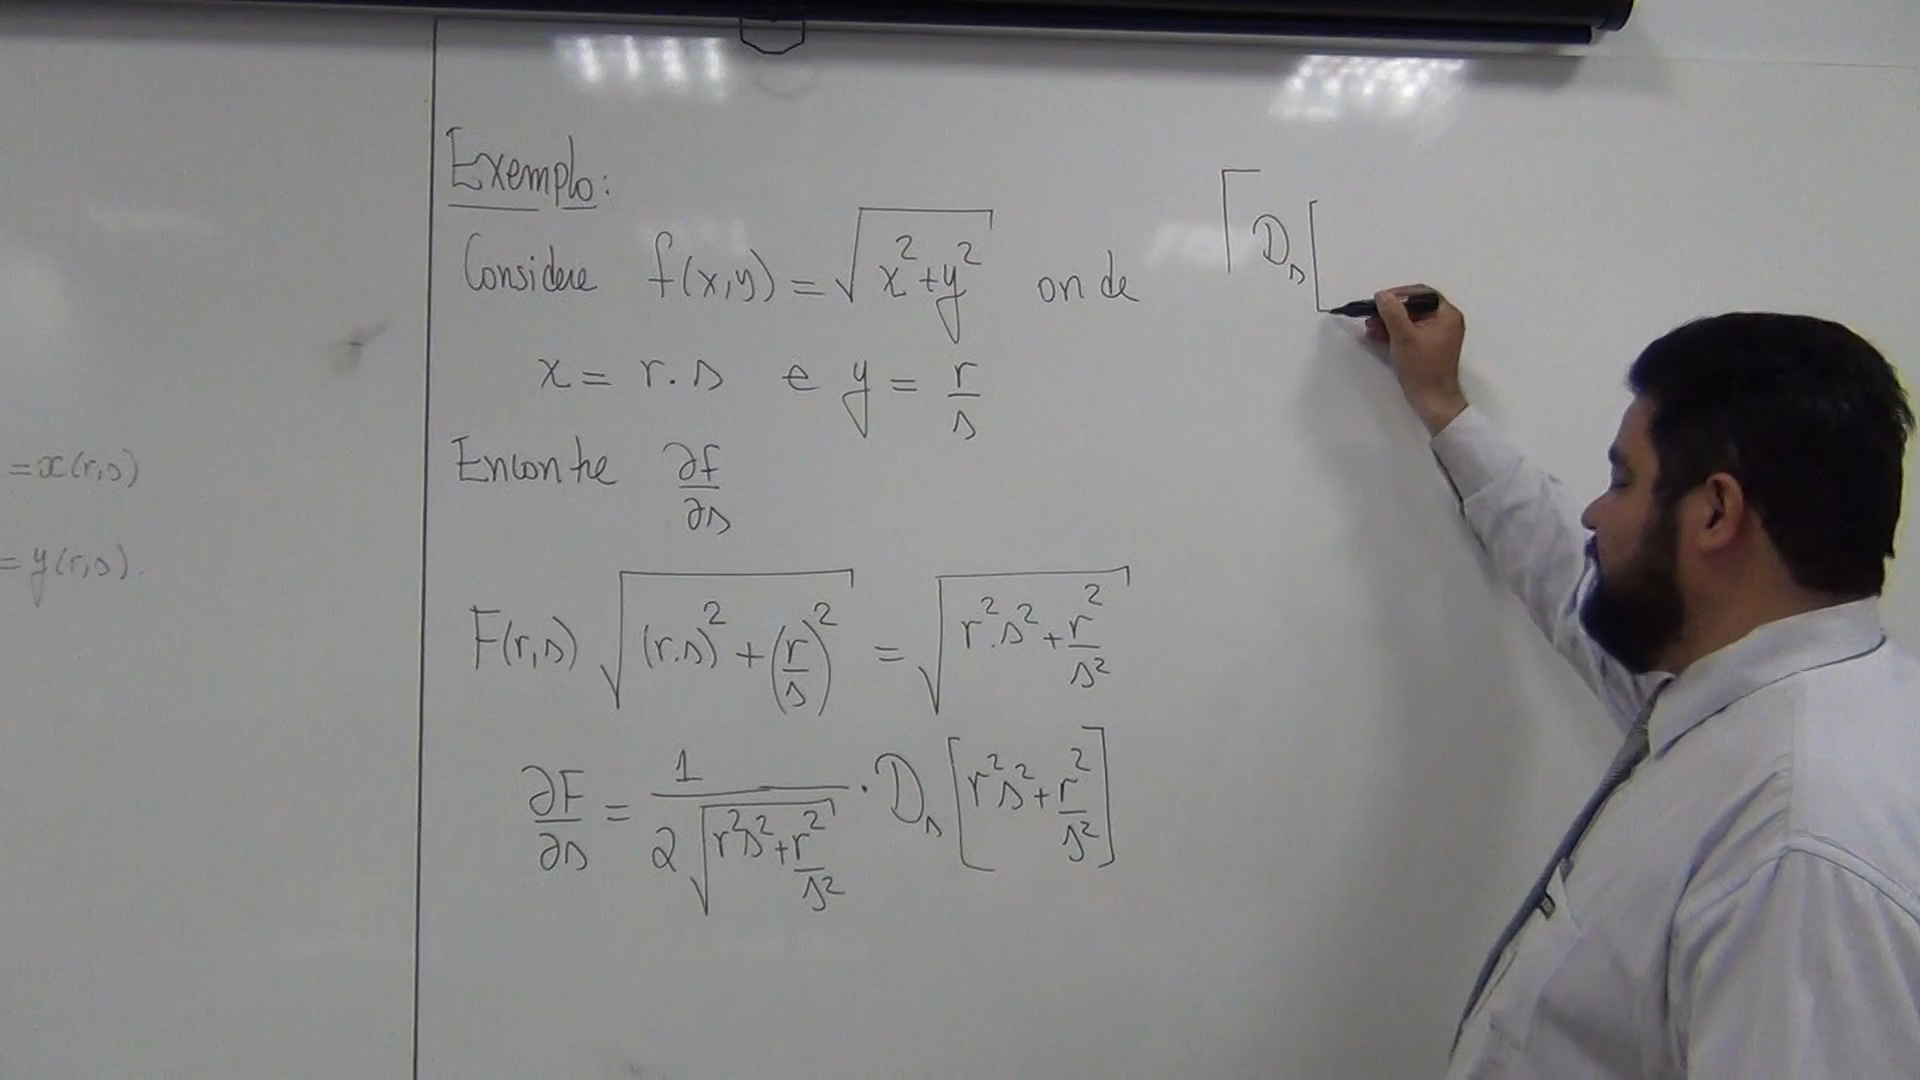 = x(r,s)
= y(r,s).
Exemplo:
Considere f(x,y) = √(x²+y²) onde
x = r.s e y = r/s
Encontre ∂f/∂s
F(r,s) √((r.s)² + (r/s)²) = √(r².s² + r²/s²)
∂F/∂s = 1/(2√(r²s² + r²/s²)) · Dₛ[r²s² + r²/s²]
Dₛ[